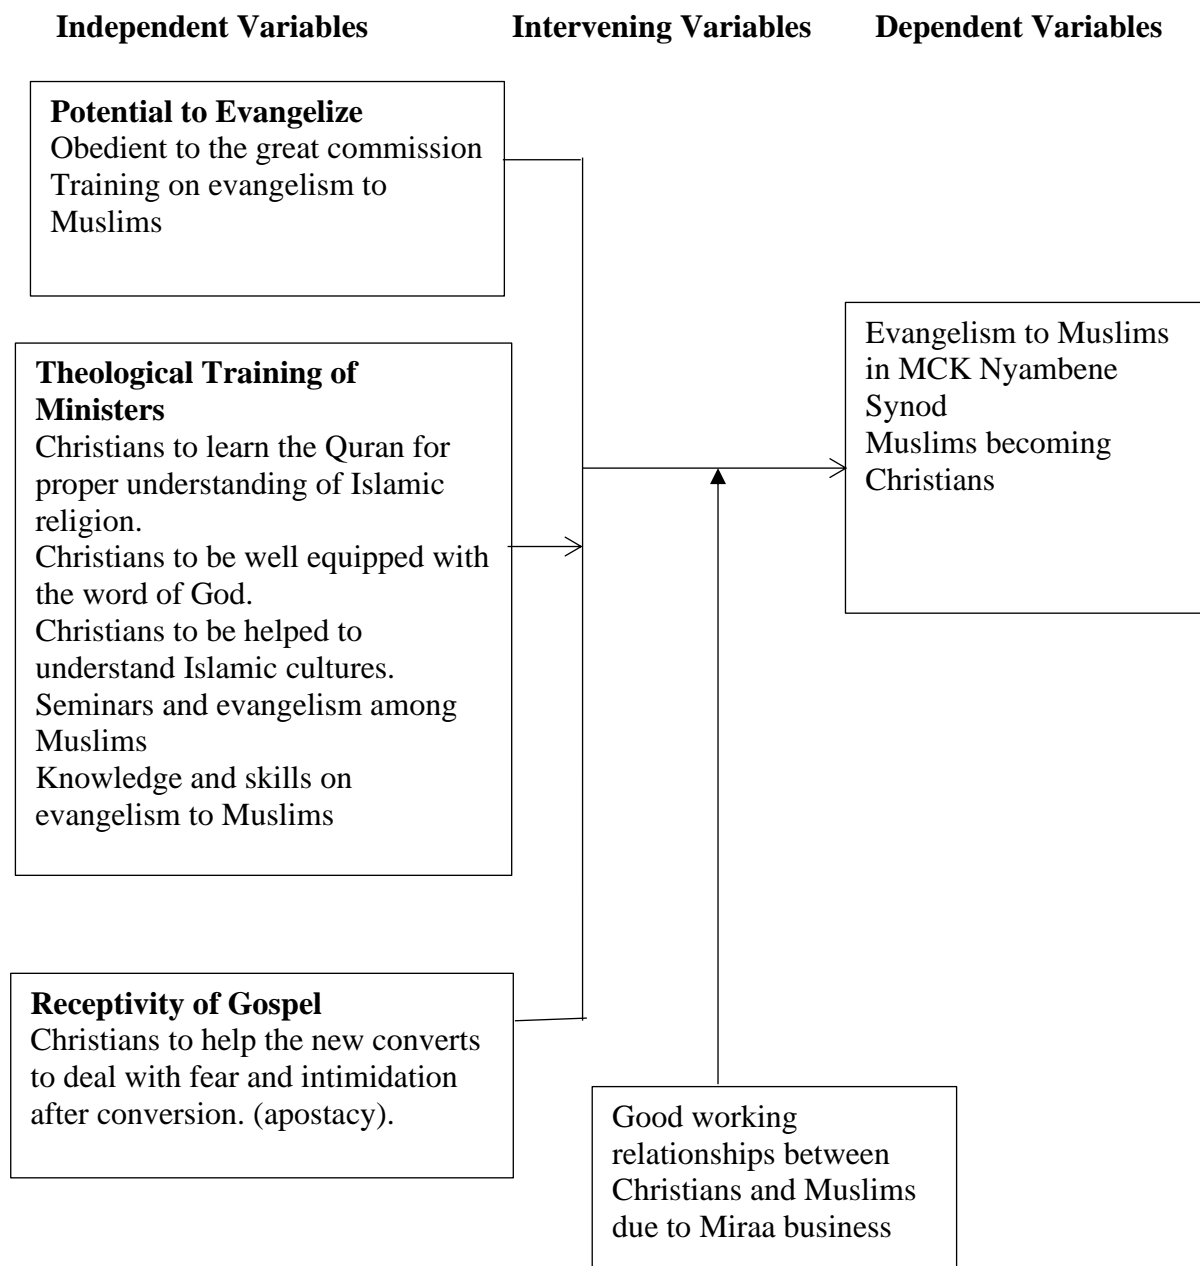 Independent Variables Intervening Variables Dependent Variables
Potential to Evangelize
Obedient to the great commission
Training on evangelism to
Muslims
Theological Training of
Ministers
Christians to learn the Quran for
proper understanding of Islamic
religion.
Christians to be well equipped with
the word of God.
Christians to be helped to
understand Islamic cultures.
Seminars and evangelism among
Muslims
Knowledge and skills on
evangelism to Muslims
Receptivity of Gospel
Christians to help the new converts
to deal with fear and intimidation
after conversion. (apostacy).
Good working
relationships between
Christians and Muslims
due to Miraa business
Evangelism to Muslims
in MCK Nyambene
Synod
Muslims becoming
Christians